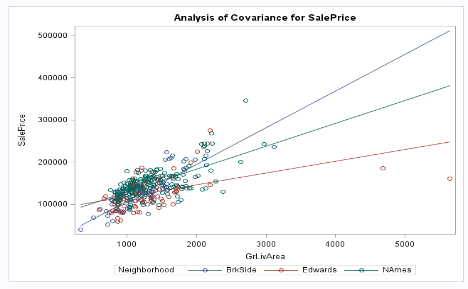 Analysis of Covariance for SalePrice
500000
400000
300000
200000
100000
SalePrice
1000 2000 3000 4000 5000
GrLivArea
Neighborhood BrkSide Edwards NAmes